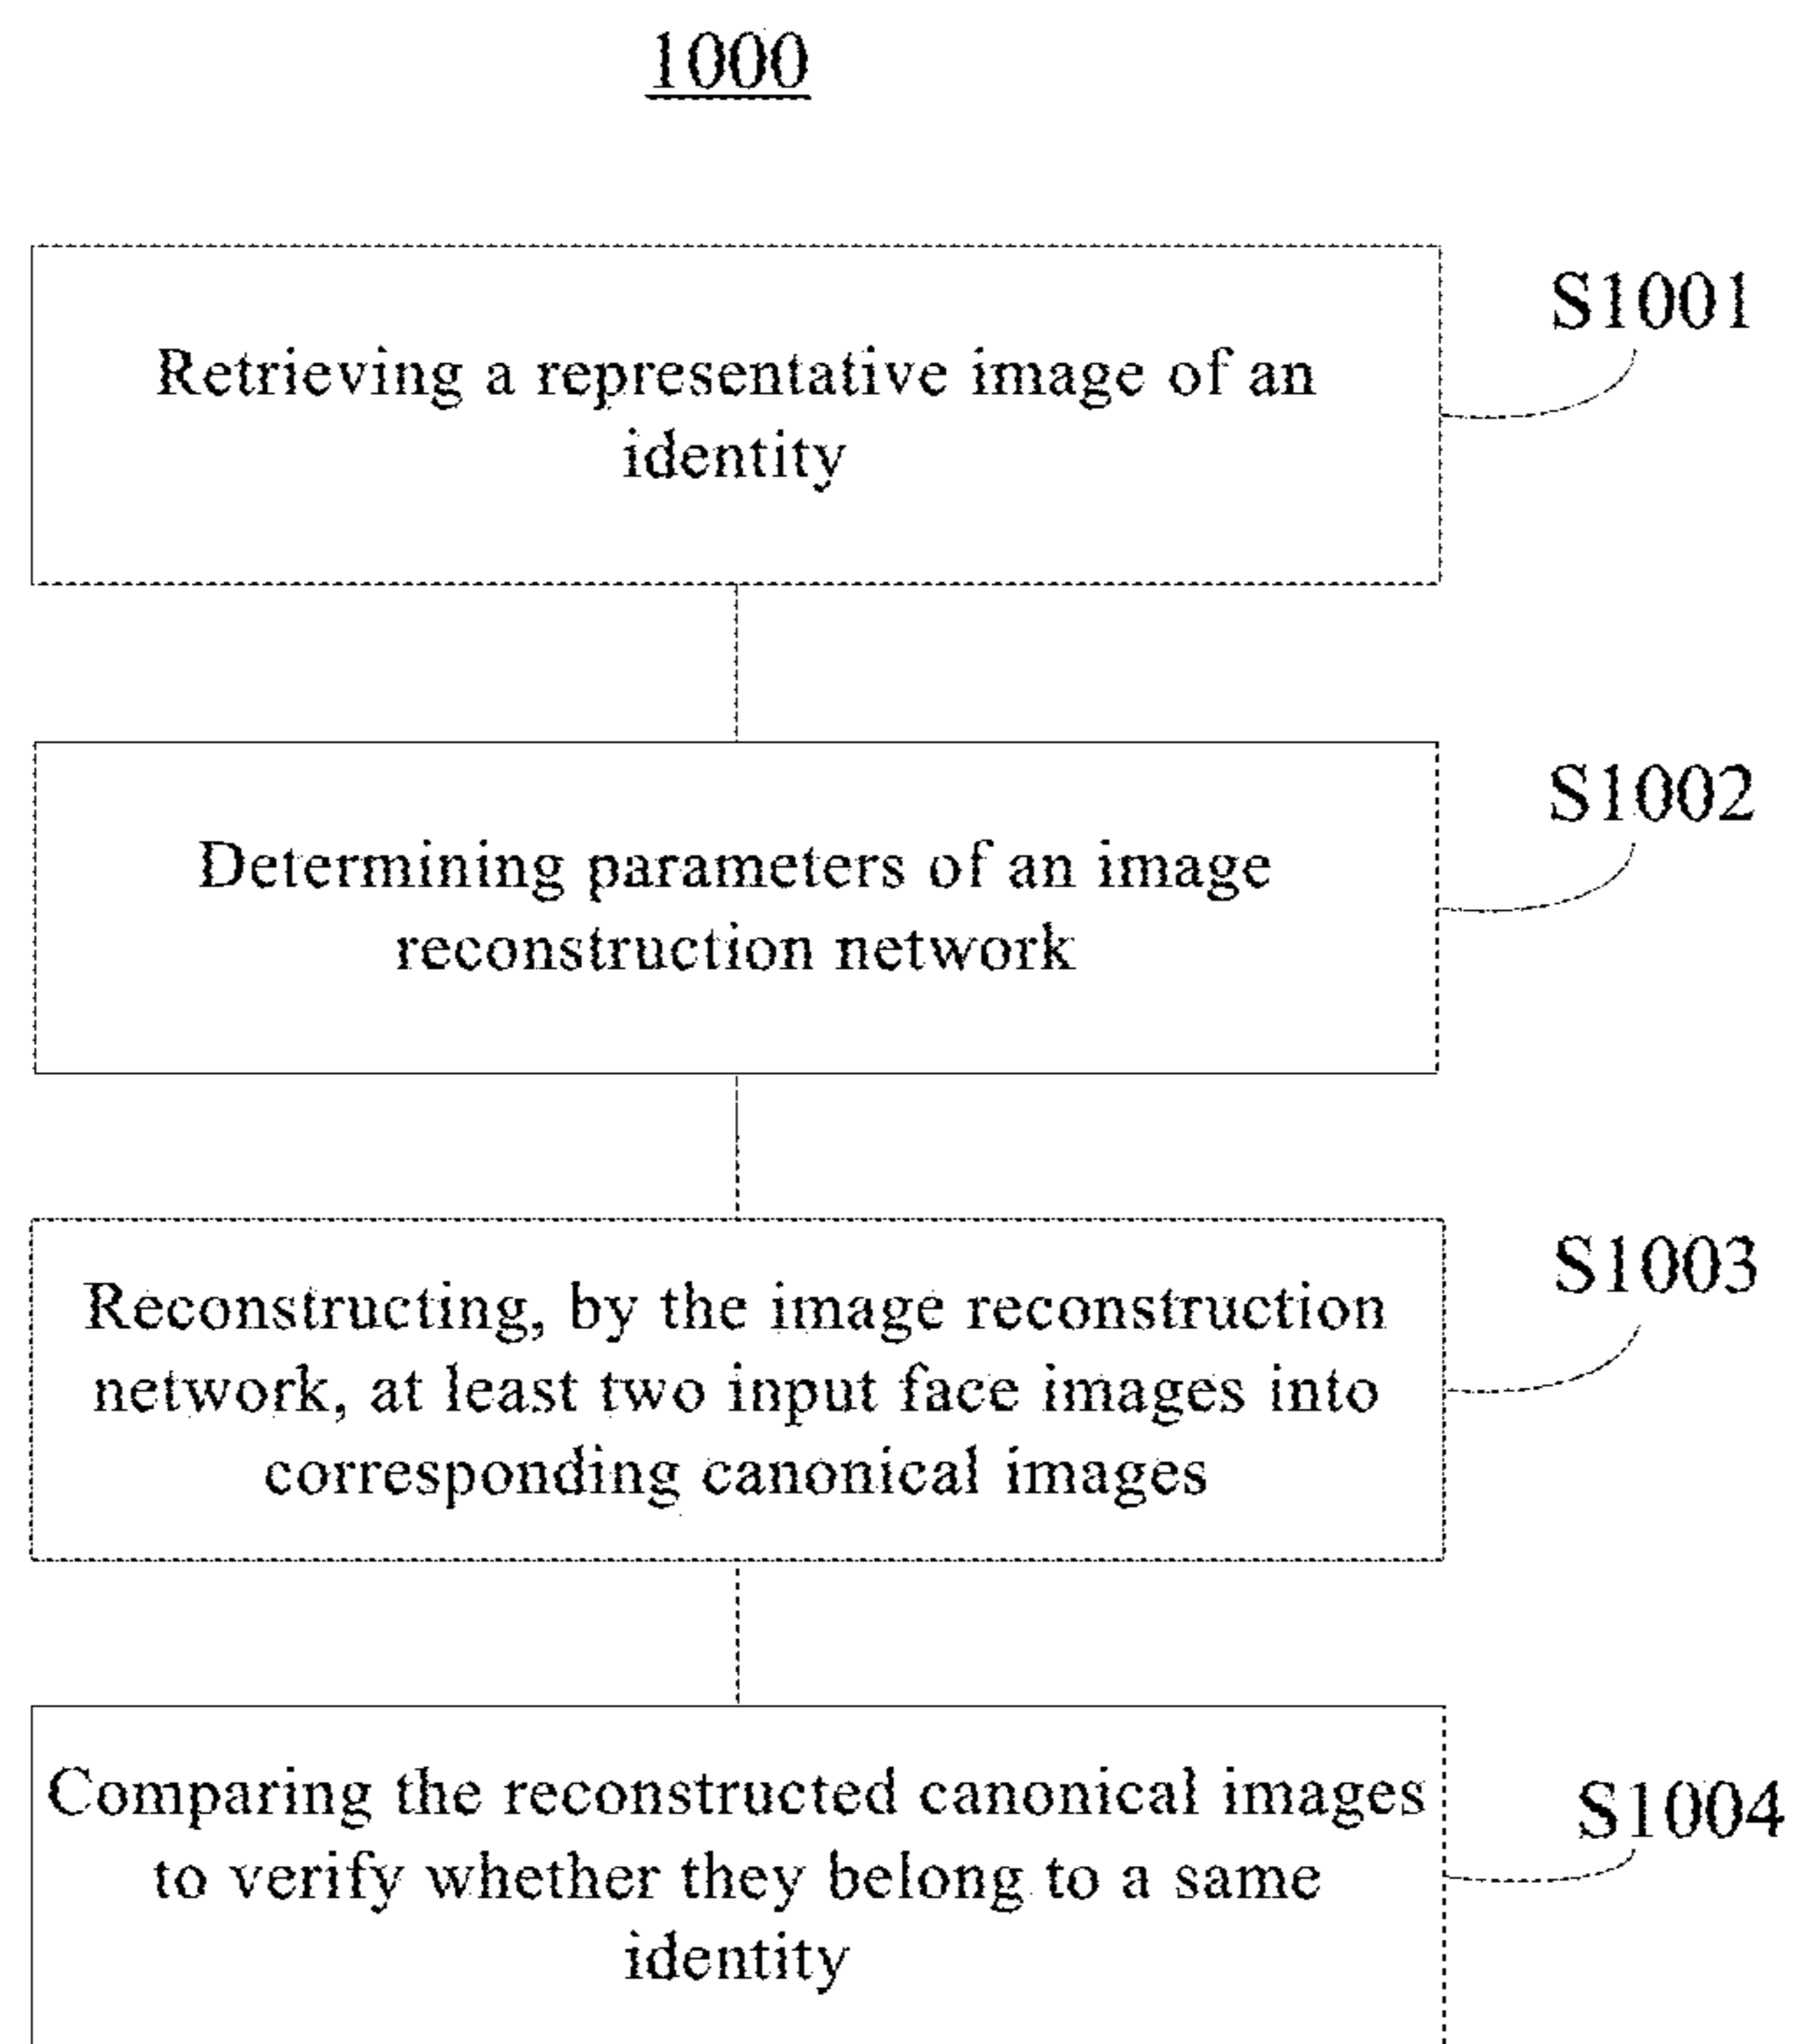 1000
S1001
Retrieving a representative image of an
identity
S1002
Determining parameters of an image
reconstruction network
S1003
Reconstructing, by the image reconstruction
network, at least two input face images into
corresponding canonical images
S1004
Comparing the reconstructed canonical images
to verify whether they belong to a same
identity